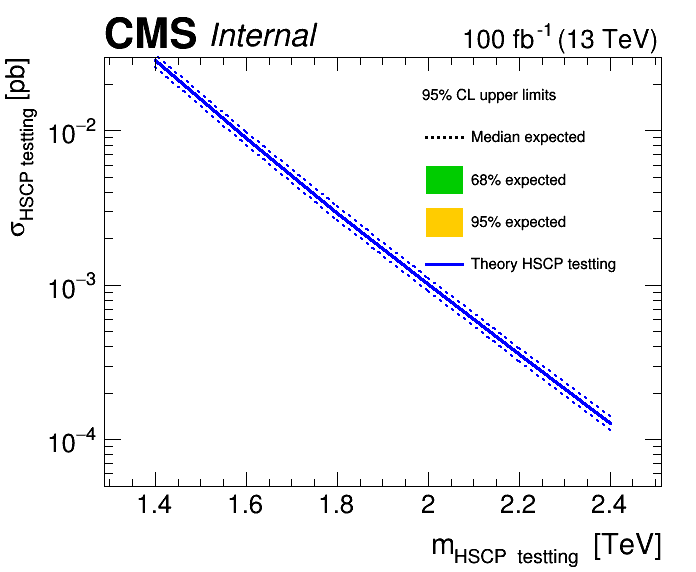 CMS Internal
100 fb⁻¹ (13 TeV)
σHSCP testting [pb]
95% CL upper limits
Median expected
68% expected
95% expected
Theory HSCP testting
10⁻²
10⁻³
10⁻⁴
1.4 1.6 1.8 2 2.2 2.4
mHSCP testting [TeV]